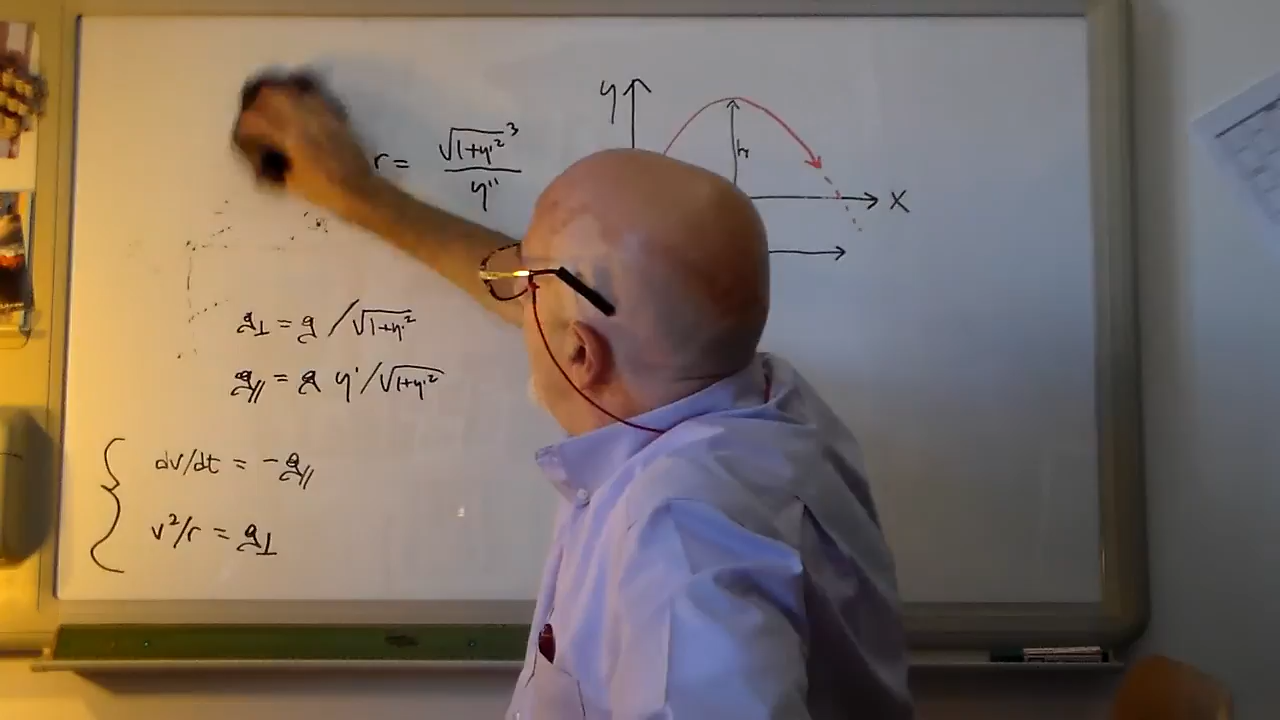 r = √(1+y'²)³ / y''
y
h
x
g⊥ = g / √(1+y'²)
g∥ = g y' / √(1+y'²)
dv/dt = -g∥
v²/r = g⊥